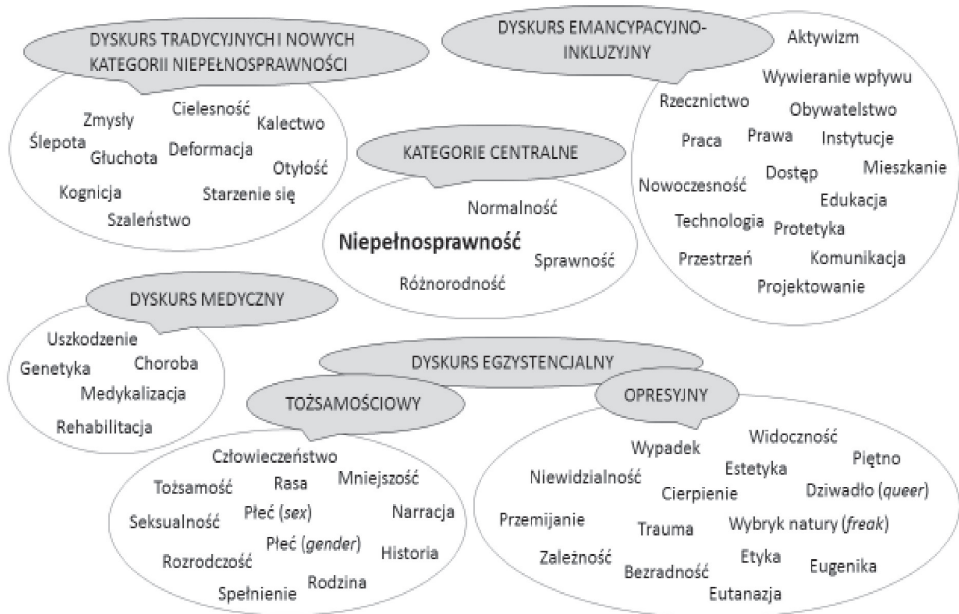 DYSKURS TRADYCYJNYCH I NOWYCH
KATEGORII NIEPEŁNOSPRAWNOŚCI
Cielesność
Zmysły
Kalectwo
Ślepota
Głuchota
Deformacja
Otyłość
Kognicja
Starzenie się
Szaleństwo
DYSKURS EMANCYPACYJNO-
INKLUZYJNY
Aktywizm
Wywieranie wpływu
Rzecznictwo
Obywatelstwo
Praca
Prawa
Instytucje
Mieszkanie
Nowoczesność
Dostęp
Edukacja
Technologia
Protetyka
Przestrzeń
Komunikacja
Projektowanie
KATEGORIE CENTRALNE
Normalność
Niepełnosprawność
Sprawność
Różnorodność
DYSKURS MEDYCZNY
Uszkodzenie
Genetyka
Choroba
Medykalizacja
Rehabilitacja
DYSKURS EGZYSTENCJALNY
TOŻSAMOŚCIOWY
Człowieczeństwo
Tożsamość
Rasa
Mniejszość
Seksualność
Płeć (sex)
Narracja
Płeć (gender)
Rozrodczość
Historia
Spełnienie
Rodzina
OPRESYJNY
Wypadek
Widoczność
Piętno
Niewidzialność
Estetyka
Cierpienie
Dziwadło (queer)
Przemijanie
Trauma
Wybryk natury (freak)
Zależność
Bezradność
Etyka
Eugenika
Eutanazja